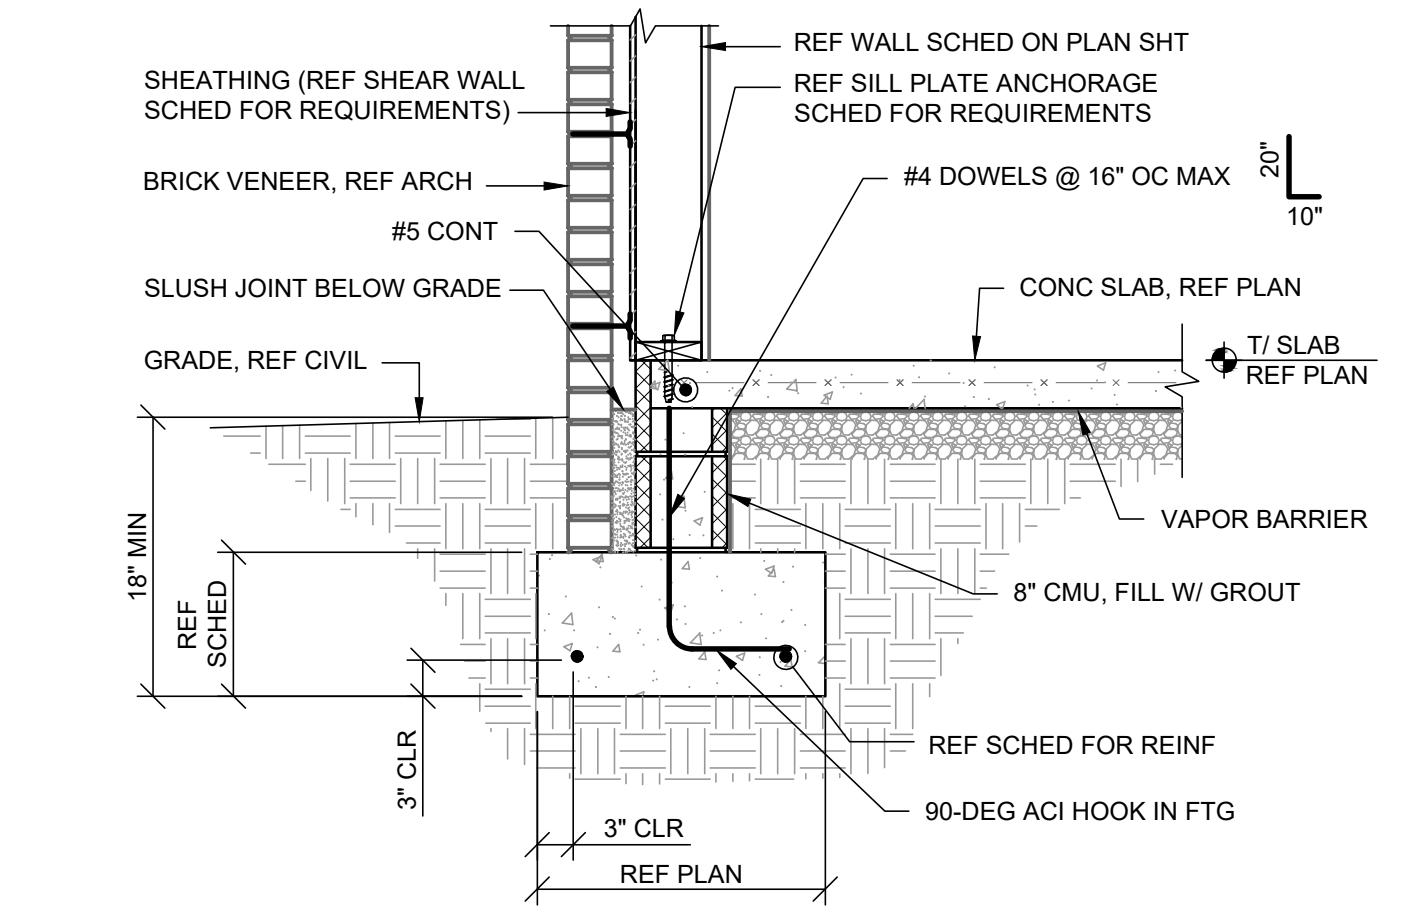 REF WALL SCHED ON PLAN SHT
SHEATHING (REF SHEAR WALL
SCHED FOR REQUIREMENTS)
REF SILL PLATE ANCHORAGE
SCHED FOR REQUIREMENTS
BRICK VENEER, REF ARCH
#4 DOWELS @ 16" OC MAX
20"
10"
#5 CONT
SLUSH JOINT BELOW GRADE
CONC SLAB, REF PLAN
GRADE, REF CIVIL
T/ SLAB
REF PLAN
18" MIN
REF
SCHED
VAPOR BARRIER
8" CMU, FILL W/ GROUT
3" CLR
REF SCHED FOR REINF
90-DEG ACI HOOK IN FTG
3" CLR
REF PLAN